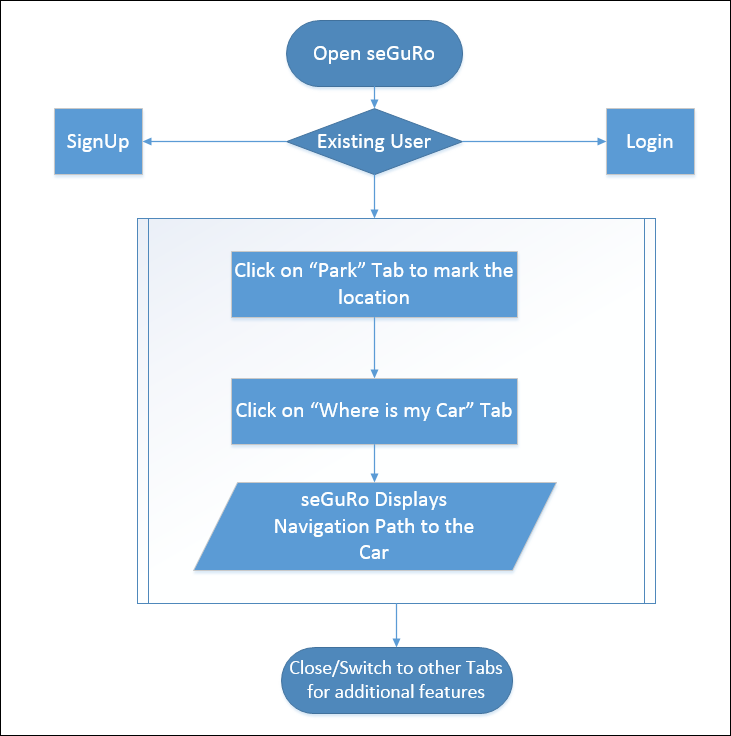 Open seGuRo
SignUp
Existing User
Login
Click on “Park” Tab to mark the
location
Click on “Where is my Car” Tab
seGuRo Displays
Navigation Path to the
Car
Close/Switch to other Tabs
for additional features